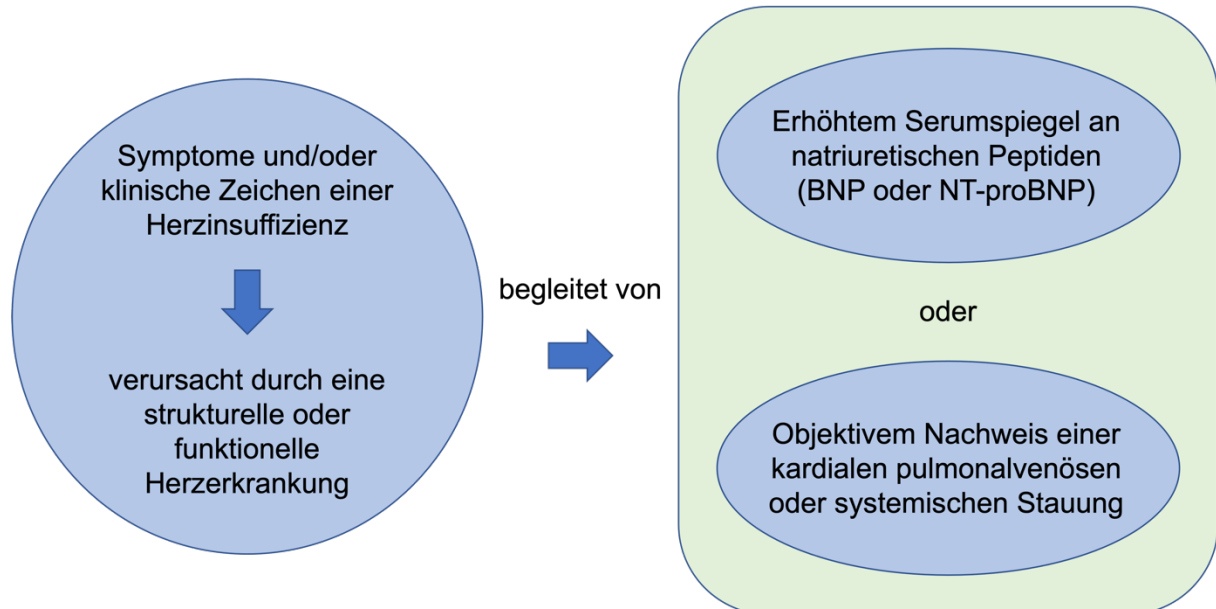 Symptome und/oder
klinische Zeichen einer
Herzinsuffizienz
verursacht durch eine
strukturelle oder
funktionelle
Herzerkrankung
begleitet von
Erhöhtem Serumspiegel an
natriuretischen Peptiden
(BNP oder NT-proBNP)
oder
Objektivem Nachweis einer
kardialen pulmonalvenösen
oder systemischen Stauung